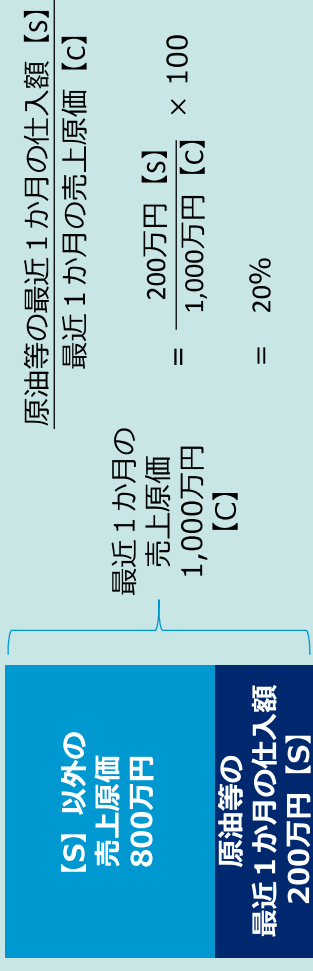 【S】以外の
売上原価
800万円
原油等の
最近１か月の仕入額
200万円【S】
最近１か月の
売上原価
1,000万円
【C】
原油等の最近１か月の仕入額【S】
最近１か月の売上原価【C】
= 200万円【S】
1,000万円【C】 × 100
= 20%